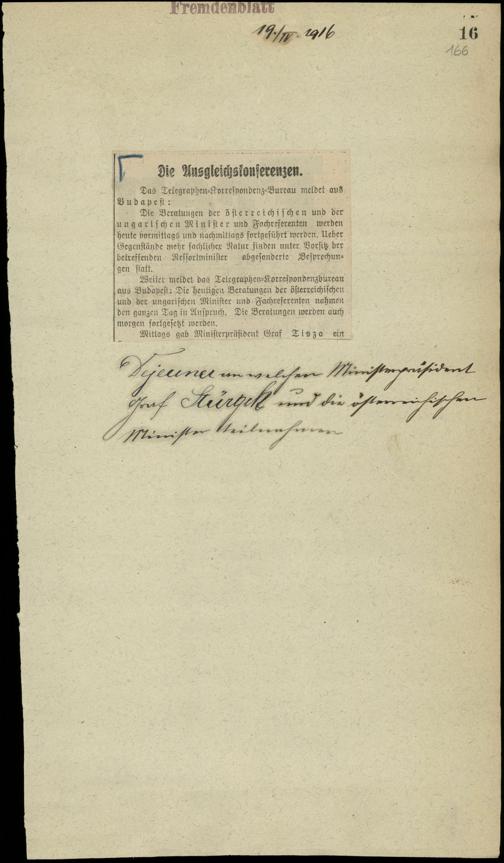 Fremdenblatt
19./IV. 1916
16
166
Die Ausgleichskonferenzen.
Das Telegraphen-Korrespondenz-Bureau meldet aus
Budapest:
Die Beratungen der österreichischen und der
ungarischen Minister und Fachreferenten werden
heute vormittags und nachmittags fortgeführt werden. Ueber
Gegenstände mehr sachlicher Natur finden unter Vorsitz der
betreffenden Ressortminister abgesonderte Besprechun-
gen statt.
Weiter meldet das Telegraphen-Korrespondenzbureau
aus Budapest: Die heutigen Beratungen der österreichischen
und der ungarischen Minister und Fachreferenten nahmen
den ganzen Tag in Anspruch. Die Beratungen werden auch
morgen fortgesetzt werden.
Mittags gab Ministerpräsident Graf Tisza ein
Dejeuner an welchen Ministerpräsident
Graf Stürgkh und die österreichischen
Minister teilnahmen